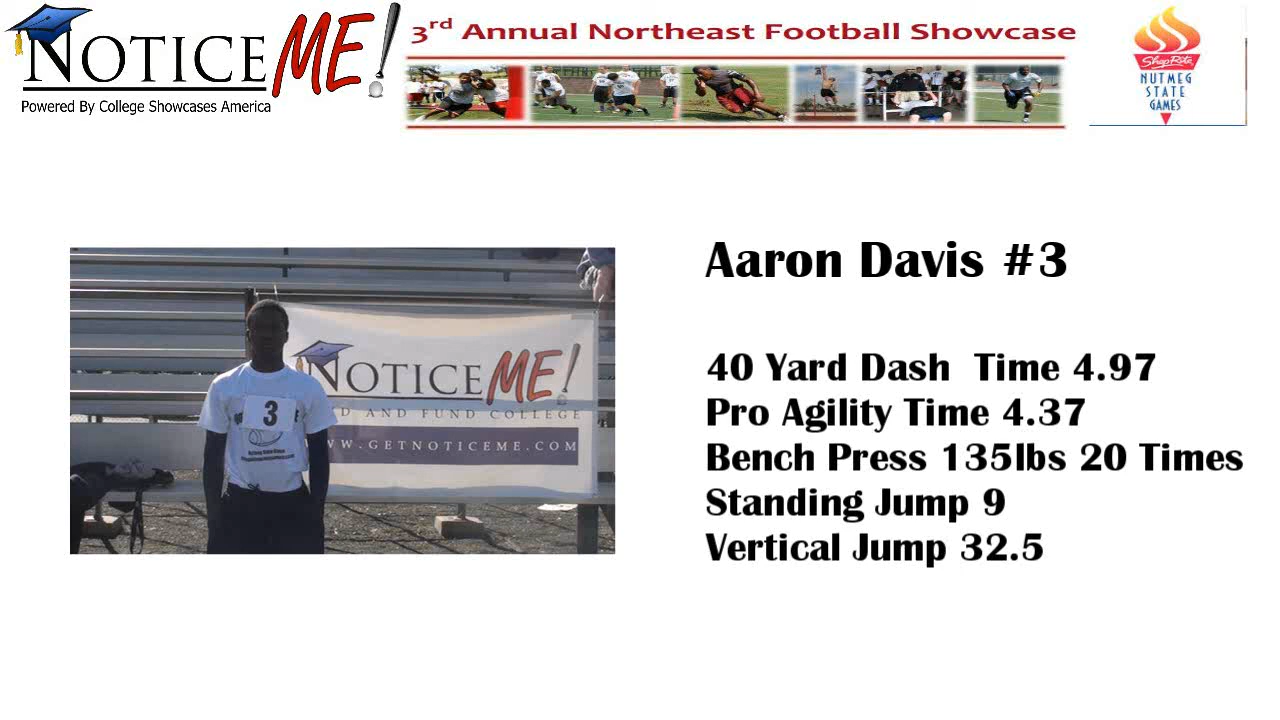 NOTICE ME!
Powered By College Showcases America
3rd Annual Northeast Football Showcase
ShopRite
NUTMEG
STATE
GAMES
Aaron Davis #3
40 Yard Dash  Time 4.97
Pro Agility Time 4.37
Bench Press 135lbs 20 Times
Standing Jump 9
Vertical Jump 32.5
NOTICE ME!
D AND FUND COLLEGE
WWW.GETNOTICEME.COM
3